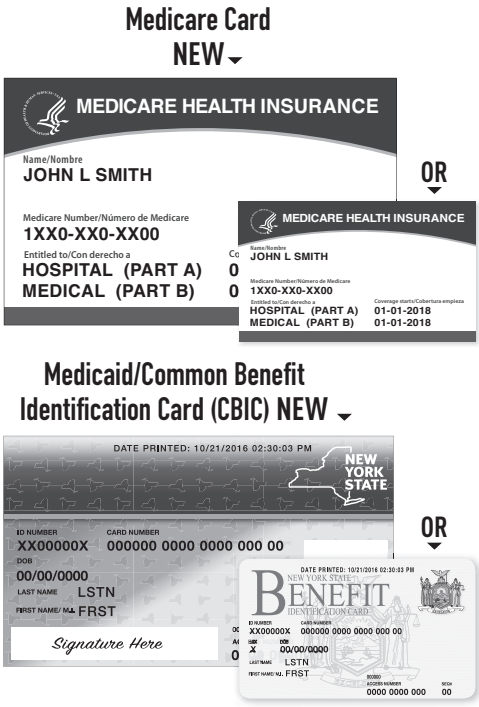 Medicare Card
NEW
MEDICARE HEALTH INSURANCE
Name/Nombre
JOHN L SMITH
Medicare Number/Número de Medicare
1XX0-XX0-XX00
Entitled to/Con derecho a Co
HOSPITAL (PART A) 0
MEDICAL (PART B) 0
OR
MEDICARE HEALTH INSURANCE
Name/Nombre
JOHN L SMITH
Medicare Number/Número de Medicare
1XX0-XX0-XX00
Entitled to/Con derecho a Coverage starts/Cobertura empieza
HOSPITAL (PART A) 01-01-2018
MEDICAL (PART B) 01-01-2018
Medicaid/Common Benefit
Identification Card (CBIC) NEW
DATE PRINTED: 10/21/2016 02:30:03 PM
NEW
YORK
STATE
ID NUMBER CARD NUMBER
XX00000X 000000 0000 0000 000 00
DOB
00/00/0000
LAST NAME LSTN
FIRST NAME/ M.I. FRST
Signature Here
OR
DATE PRINTED: 10/21/2016 02:30:03 PM
NEW YORK STATE
BENEFIT
IDENTIFICATION CARD
ID NUMBER CARD NUMBER
XX00000X 000000 0000 0000 000 00
SEX DOB
X 00/00/0000
LAST NAME LSTN
FIRST NAME/ M.I. FRST
000000
ACCESS NUMBER SEQ#
0000 0000 000 00